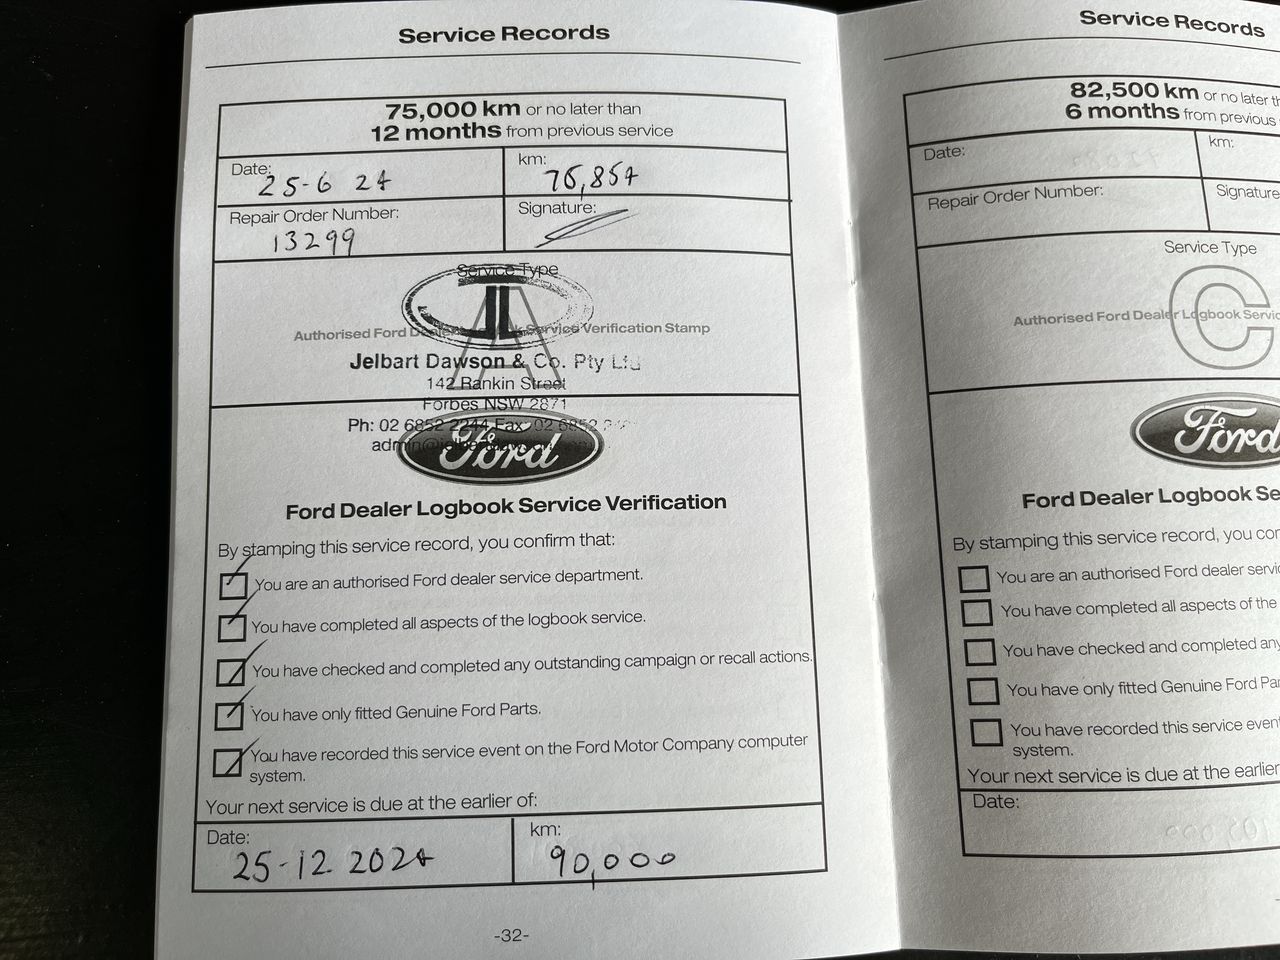 Service Records
75,000 km or no later than
12 months from previous service
Date: km:
25-6 24 76,854
Repair Order Number: Signature:
13299
Service Type
A
Authorised Ford Dealer Logbook Service Verification Stamp
Jelbart Dawson & Co. Pty Ltd
142 Rankin Street
Forbes NSW 2871
Ph: 02 6852 2244 Fax: 02 6852
Ford
Ford Dealer Logbook Service Verification
By stamping this service record, you confirm that:
You are an authorised Ford dealer service department.
You have completed all aspects of the logbook service.
You have checked and completed any outstanding campaign or recall actions.
You have only fitted Genuine Ford Parts.
You have recorded this service event on the Ford Motor Company computer
system.
Your next service is due at the earlier of:
Date: km:
25-12 2024 90,000
-32-
Service Records
82,500 km or no later
6 months from previous
Date: km:
Repair Order Number: Signature
Service Type
C
Authorised Ford Dealer Logbook
Ford
Ford Dealer Logbook
By stamping this service record, you
You are an authorised Ford dealer
You have completed all aspects of the
You have checked and completed any
You have only fitted Genuine Ford
You have recorded this service event
system.
Your next service is due at the earlier
Date: